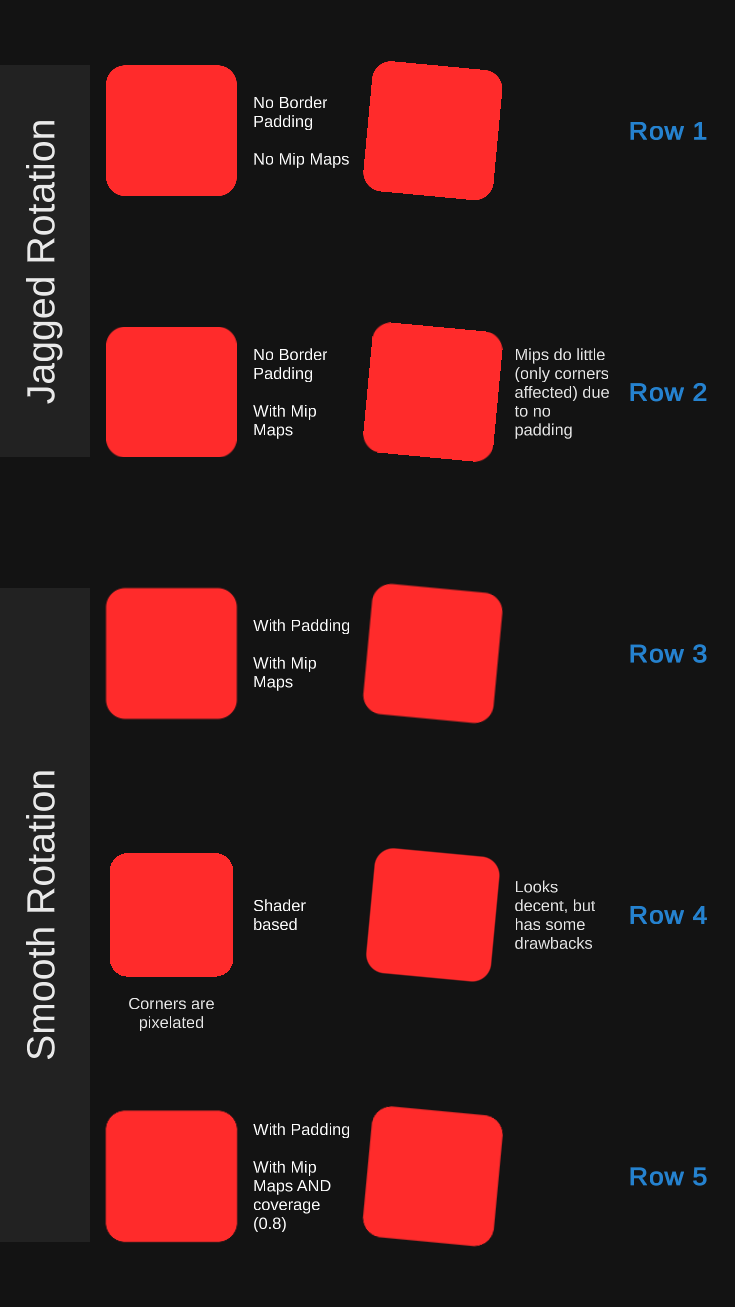 Jagged Rotation
No Border
Padding
No Mip Maps
Row 1
No Border
Padding
With Mip
Maps
Mips do little
(only corners
affected) due
to no
padding
Row 2
Smooth Rotation
With Padding
With Mip
Maps
Row 3
Shader
based
Looks
decent, but
has some
drawbacks
Row 4
Corners are
pixelated
With Padding
With Mip
Maps AND
coverage
(0.8)
Row 5